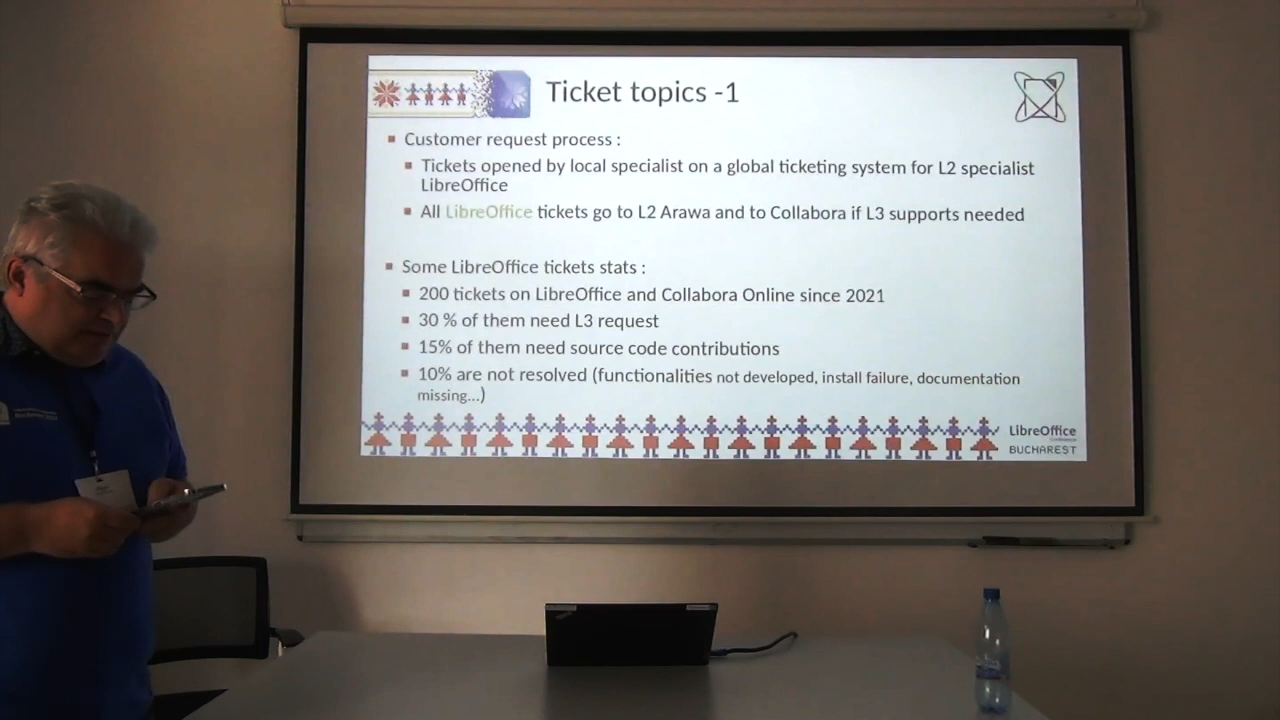 Ticket topics -1
Customer request process :
Tickets opened by local specialist on a global ticketing system for L2 specialist
LibreOffice
All LibreOffice tickets go to L2 Arawa and to Collabora if L3 supports needed
Some LibreOffice tickets stats :
200 tickets on LibreOffice and Collabora Online since 2021
30 % of them need L3 request
15% of them need source code contributions
10% are not resolved (functionalities not developed, install failure, documentation
missing...)
LibreOffice
Conference
BUCHAREST